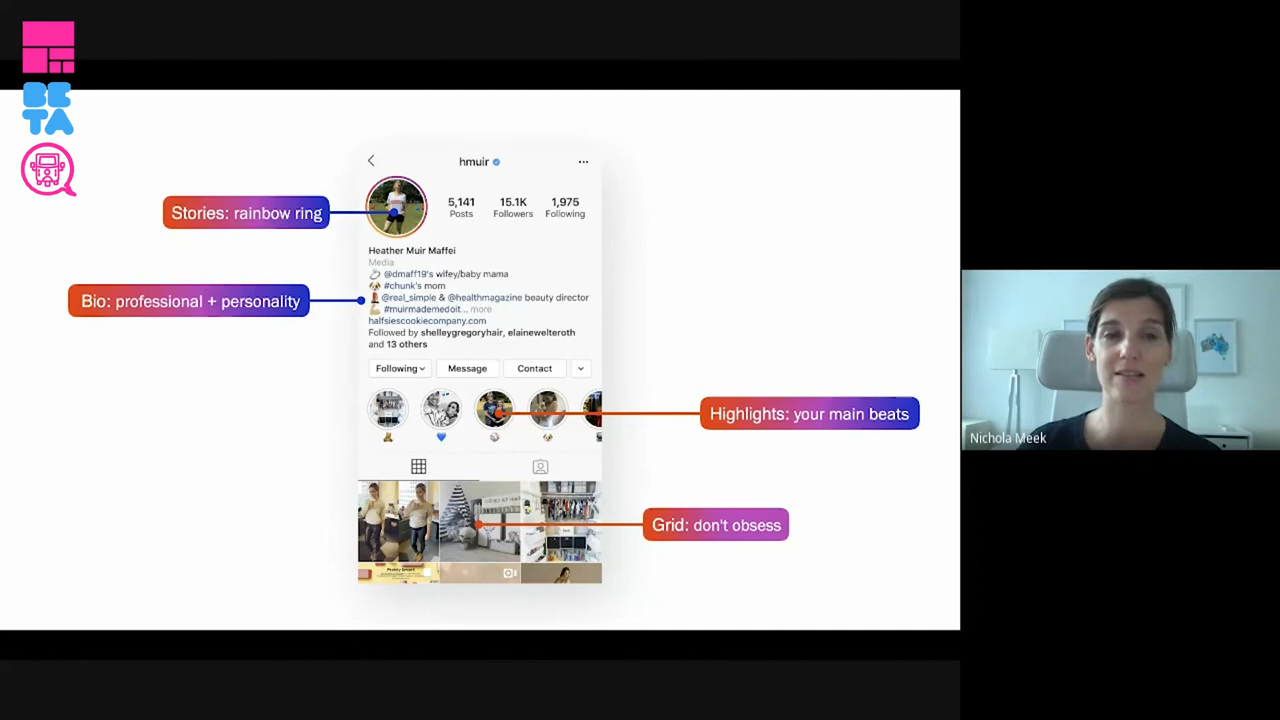 BE
TA
hmuir
Stories: rainbow ring
5,141
Posts
15.1K
Followers
1,975
Following
Heather Muir Maffei
Media
@dmaff19's wifey/baby mama
#chunk's mom
Bio: professional + personality
@real_simple & @healthmagazine beauty director
#muirmademedoit... more
halfsiescookiecompany.com
Followed by shelleygregoryhair, elainewelteroth
and 13 others
Following
Message
Contact
Highlights: your main beats
Nichola Meek
Grid: don't obsess